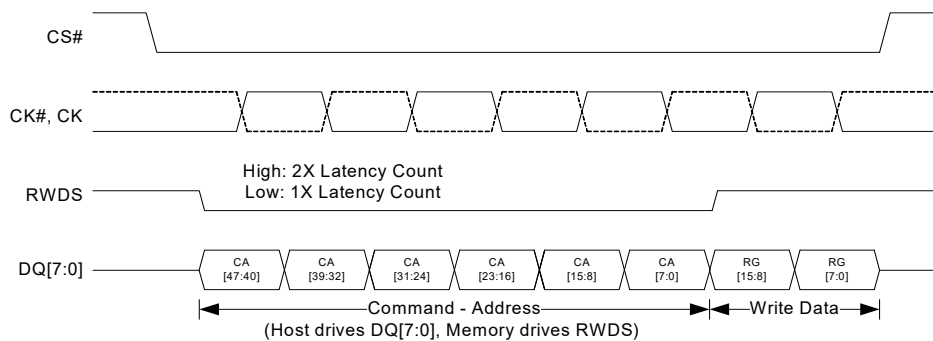 CS#
CK#, CK
High: 2X Latency Count
Low: 1X Latency Count
RWDS
DQ[7:0]
CA [47:40]
CA [39:32]
CA [31:24]
CA [23:16]
CA [15:8]
CA [7:0]
RG [15:8]
RG [7:0]
Command - Address
Write Data
(Host drives DQ[7:0], Memory drives RWDS)